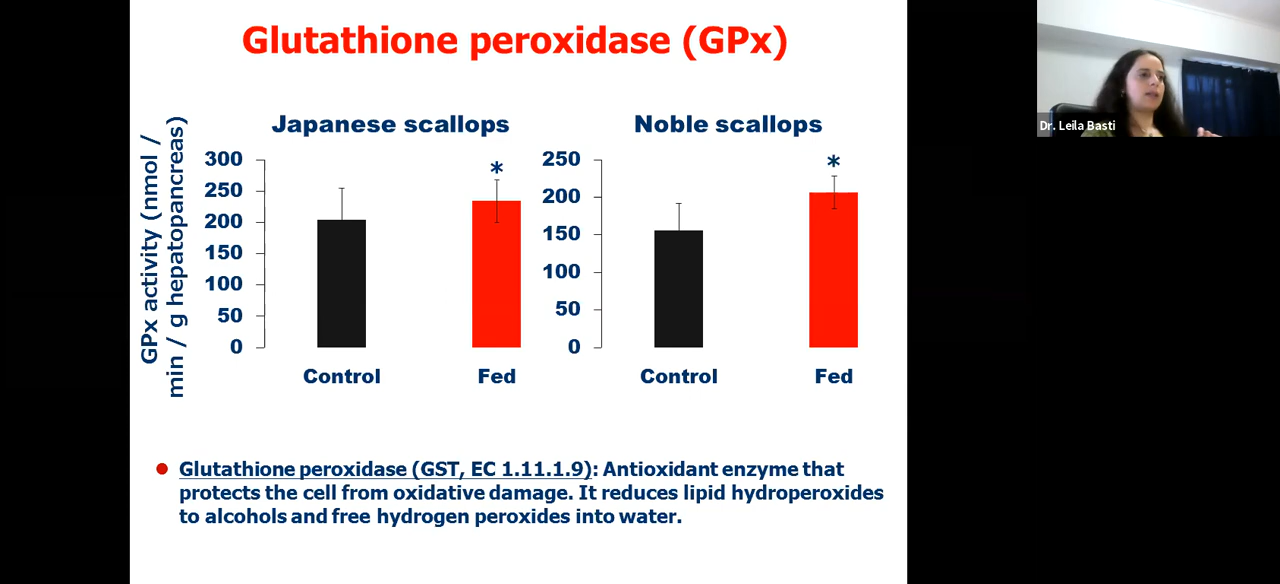 Glutathione peroxidase (GPx)
Dr. Leila Basti
GPx activity (nmol /
min / g hepatopancreas)
Japanese scallops
300
250
200
150
100
50
0
*
Control
Fed
Noble scallops
250
200
150
100
50
0
*
Control
Fed
Glutathione peroxidase (GST, EC 1.11.1.9): Antioxidant enzyme that
protects the cell from oxidative damage. It reduces lipid hydroperoxides
to alcohols and free hydrogen peroxides into water.